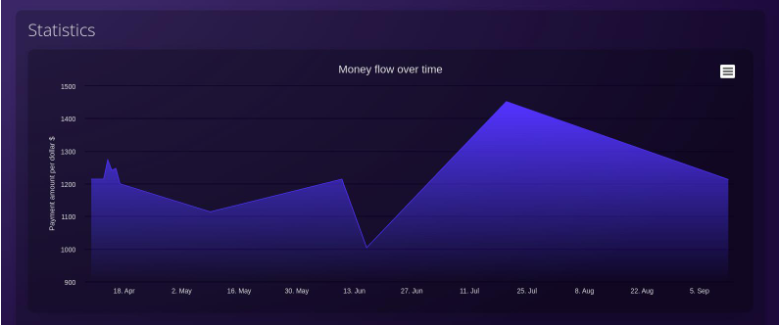 Statistics
Money flow over time
Payment amount per dollar $
1500
1400
1300
1200
1100
1000
900
18. Apr
2. May
16. May
30. May
13. Jun
27. Jun
11. Jul
25. Jul
8. Aug
22. Aug
5. Sep